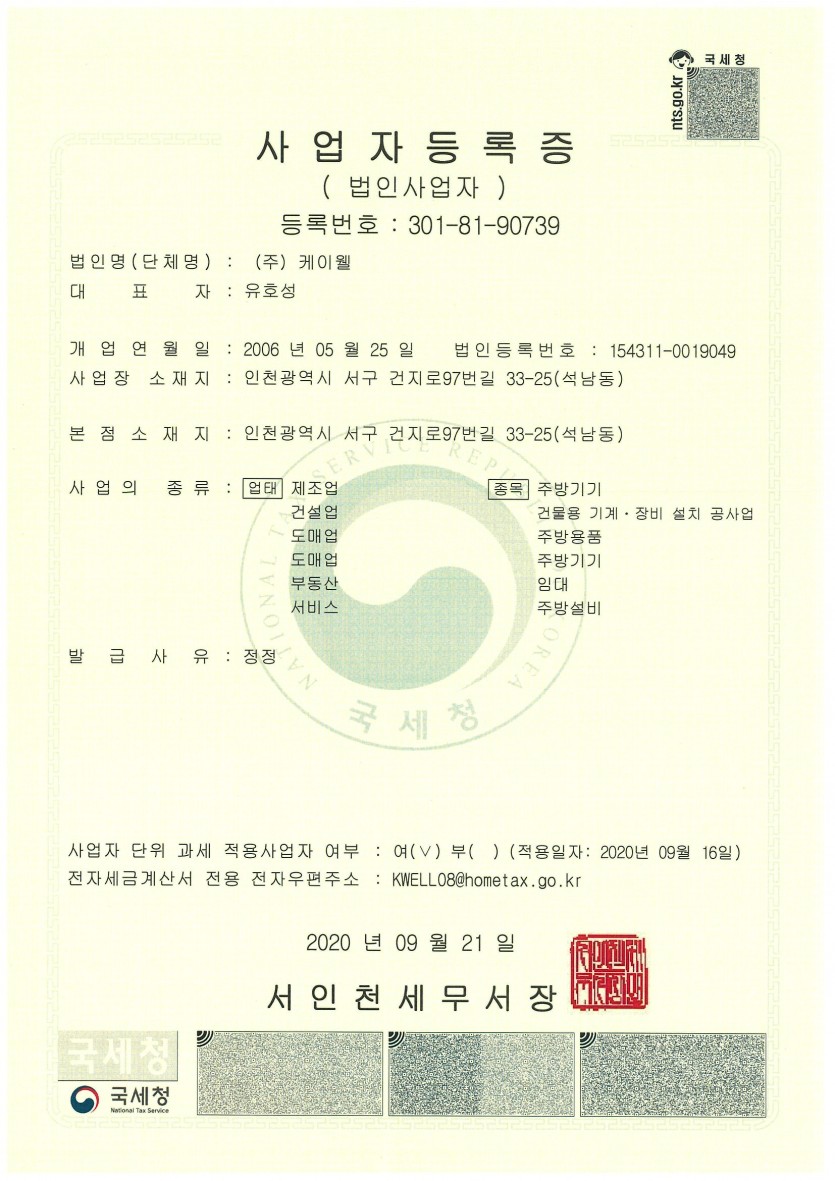 국세청
nts.go.kr
사업자등록증
( 법인사업자 )
등록번호 : 301-81-90739
법인명(단체명) : (주) 케이웰
대 표 자 : 유호성
개 업 연 월 일 : 2006 년 05 월 25 일 법인등록번호 : 154311-0019049
사업장 소재지 : 인천광역시 서구 건지로97번길 33-25(석남동)
본 점 소 재 지 : 인천광역시 서구 건지로97번길 33-25(석남동)
사 업 의 종 류 : 업태 제조업 종목 주방기기
건설업 건물용 기계·장비 설치 공사업
도매업 주방용품
도매업 주방기기
부동산 임대
서비스 주방설비
발 급 사 유 : 정정
NATIONAL TAX SERVICE REPUBLIC OF KOREA
국세청
사업자 단위 과세 적용사업자 여부 : 여(∨) 부( ) (적용일자: 2020년 09월 16일)
전자세금계산서 전용 전자우편주소 : KWELL08@hometax.go.kr
2020 년 09 월 21 일
서인천세무서장
국세청
국세청
National Tax Service